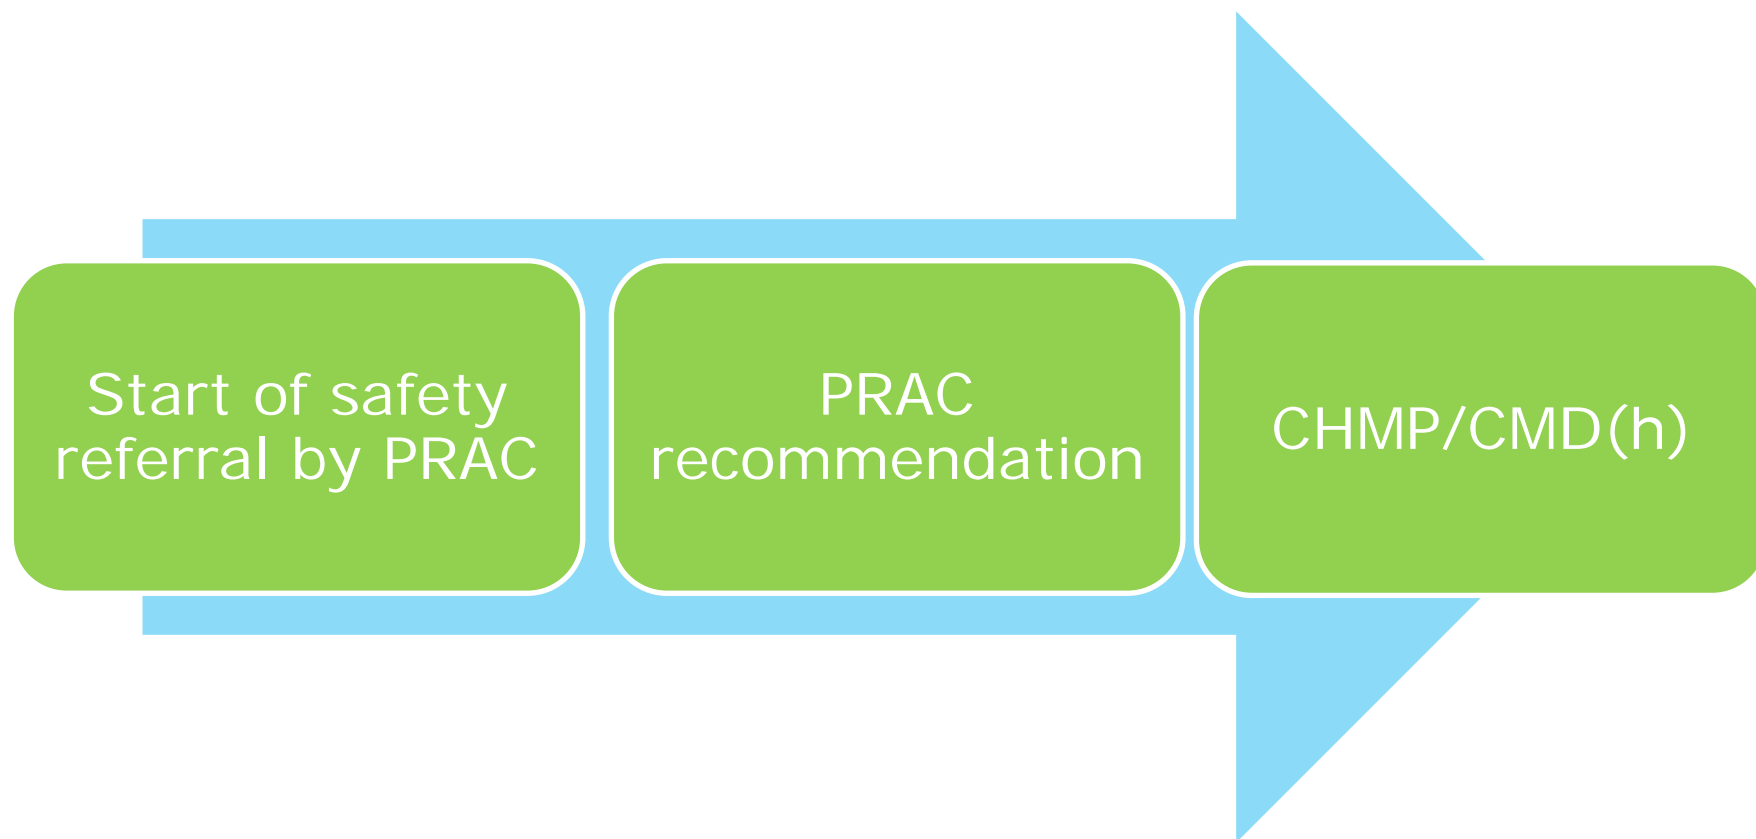 Start of safety
referral by PRAC
PRAC
recommendation
CHMP/CMD(h)